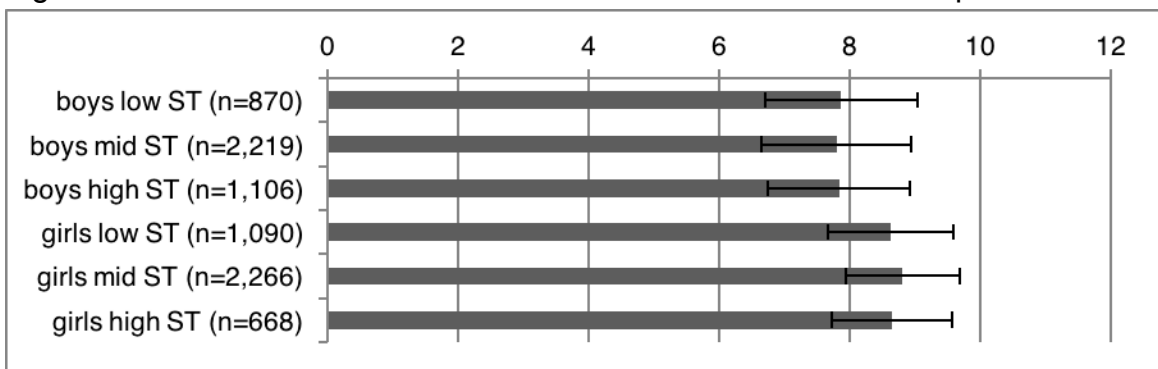 0 2 4 6 8 10 12
boys low ST (n=870)
boys mid ST (n=2,219)
boys high ST (n=1,106)
girls low ST (n=1,090)
girls mid ST (n=2,266)
girls high ST (n=668)